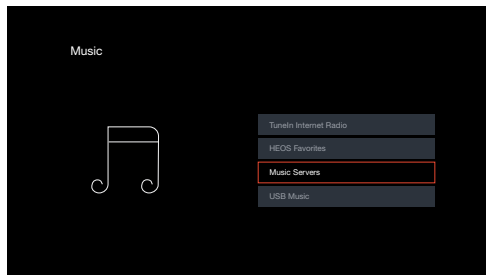 Music
TuneIn Internet Radio
HEOS Favorites
Music Servers
USB Music